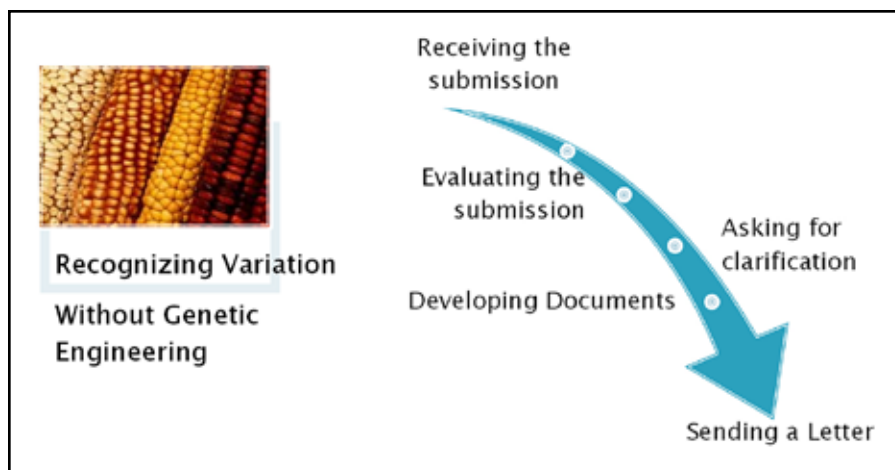 Recognizing Variation
Without Genetic
Engineering
Receiving the
submission
Evaluating the
submission
Asking for
clarification
Developing Documents
Sending a Letter